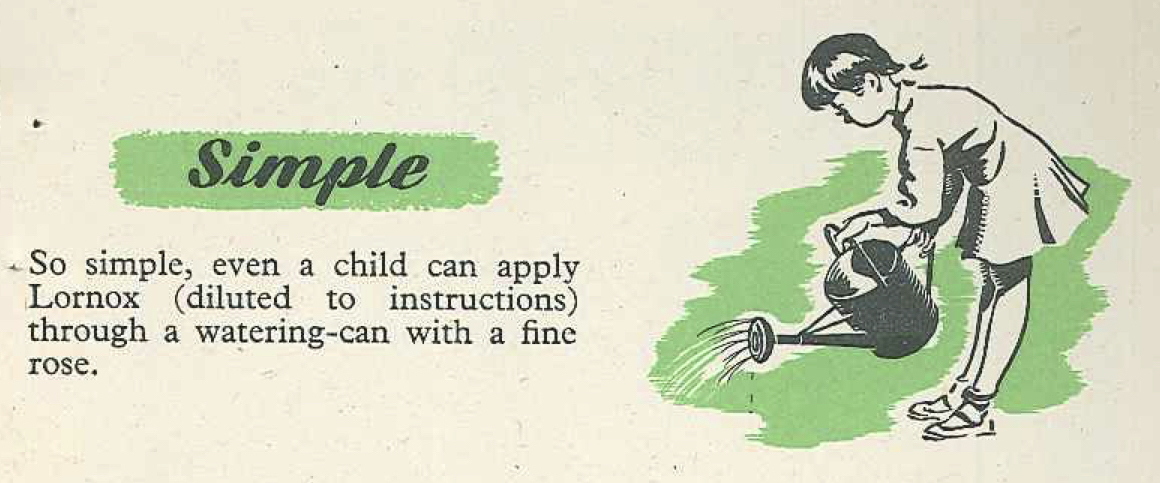 Simple
So simple, even a child can apply
Lornox (diluted to instructions)
through a watering-can with a fine
rose.